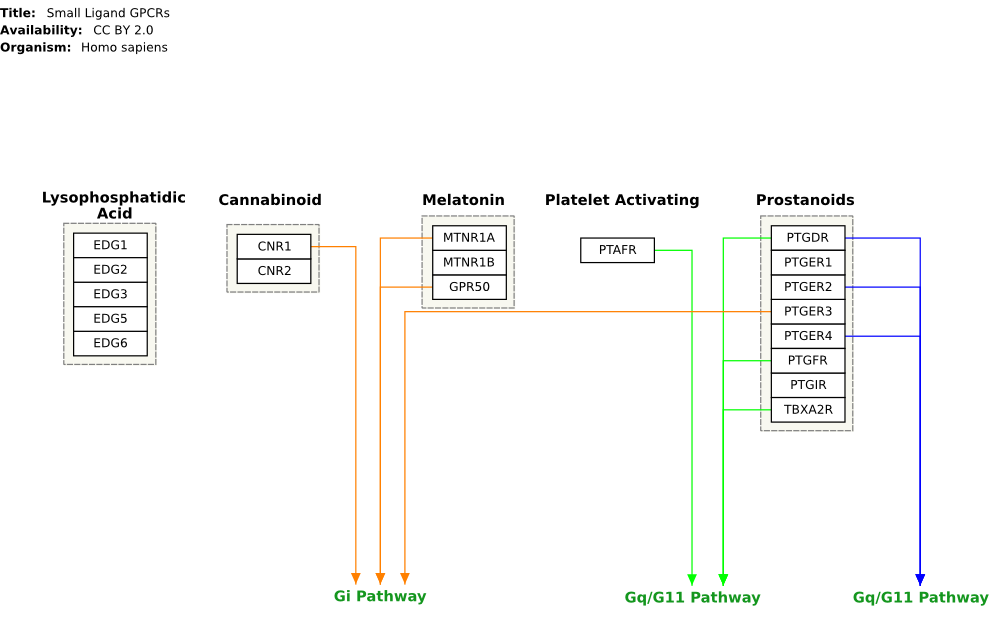 Title: Small Ligand GPCRs
Availability: CC BY 2.0
Organism: Homo sapiens
Lysophosphatidic
Acid
Cannabinoid
Melatonin
Platelet Activating
Prostanoids
EDG1
EDG2
EDG3
EDG5
EDG6
CNR1
CNR2
MTNR1A
MTNR1B
GPR50
PTAFR
PTGDR
PTGER1
PTGER2
PTGER3
PTGER4
PTGFR
PTGIR
TBXA2R
Gi Pathway
Gq/G11 Pathway
Gq/G11 Pathway